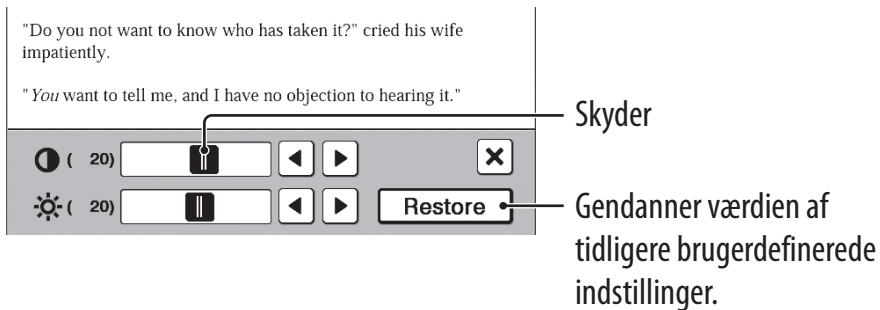 "Do you not want to know who has taken it?" cried his wife
impatiently.
"You want to tell me, and I have no objection to hearing it."
Skyder
( 20)
( 20)
Restore
Gendanner værdien af
tidligere brugerdefinerede
indstillinger.